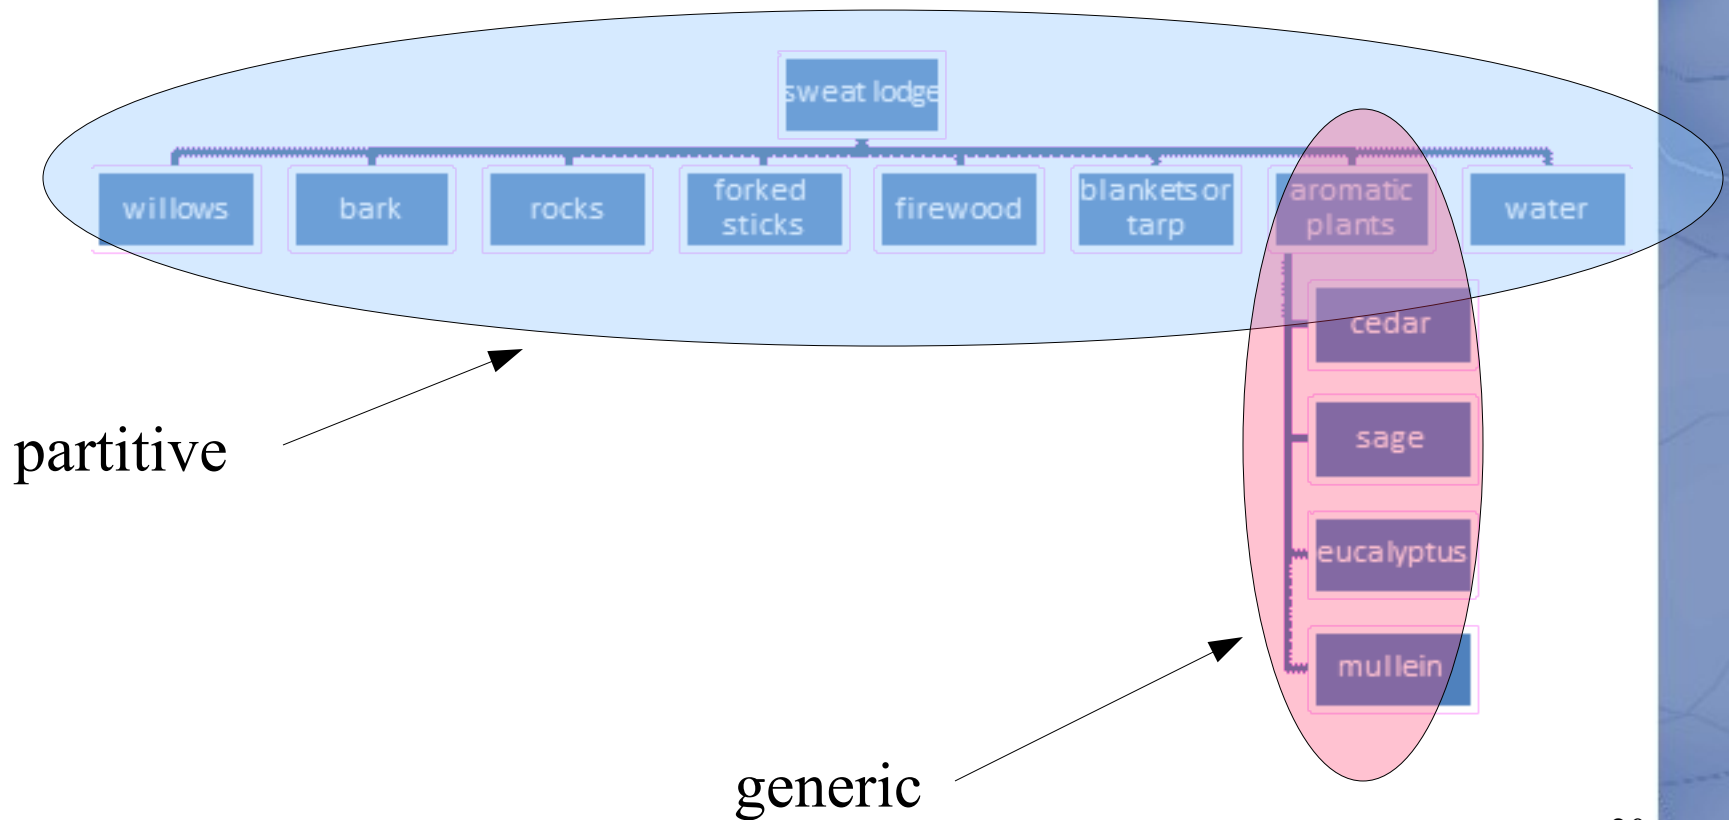 sweat lodge
willows
bark
rocks
forked
sticks
firewood
blankets or
tarp
aromatic
plants
water
cedar
sage
eucalyptus
mullein
partitive
generic